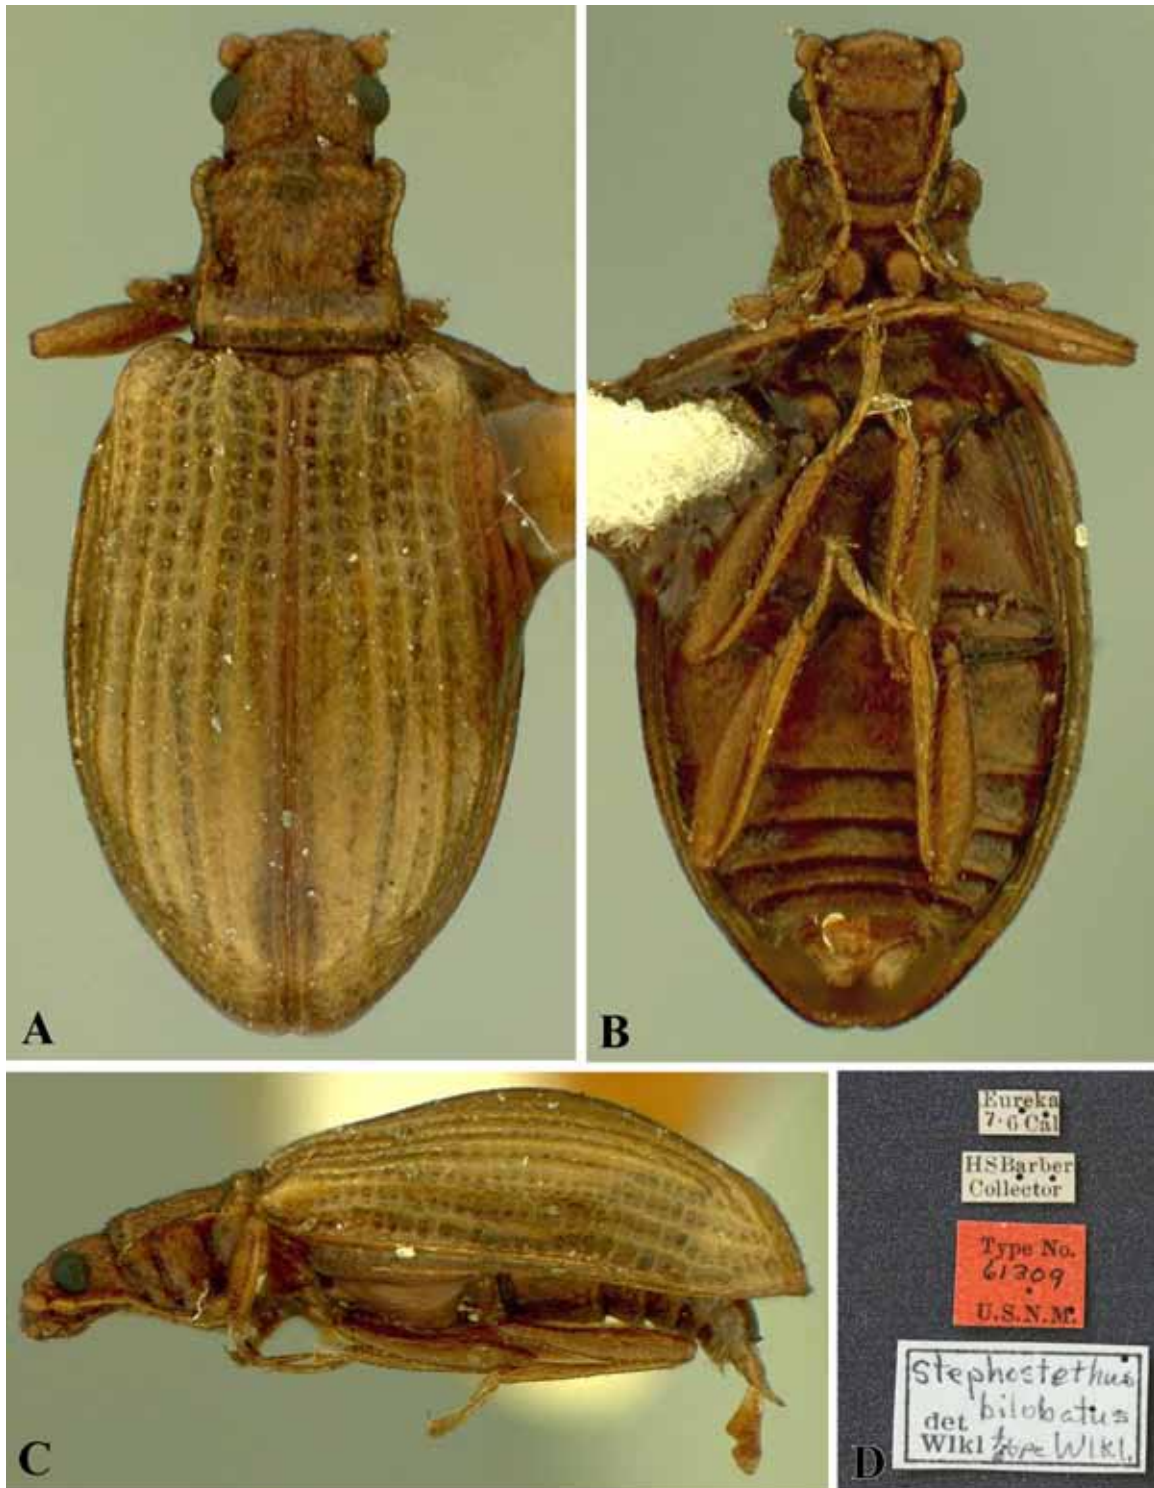 A
B
C
D
Eureka
7.6 Cal
HSBarber
Collector
Type No.
61309
U.S.N.M.
Stephostethus
bilobatus
det
Wlkl type Wlkl.